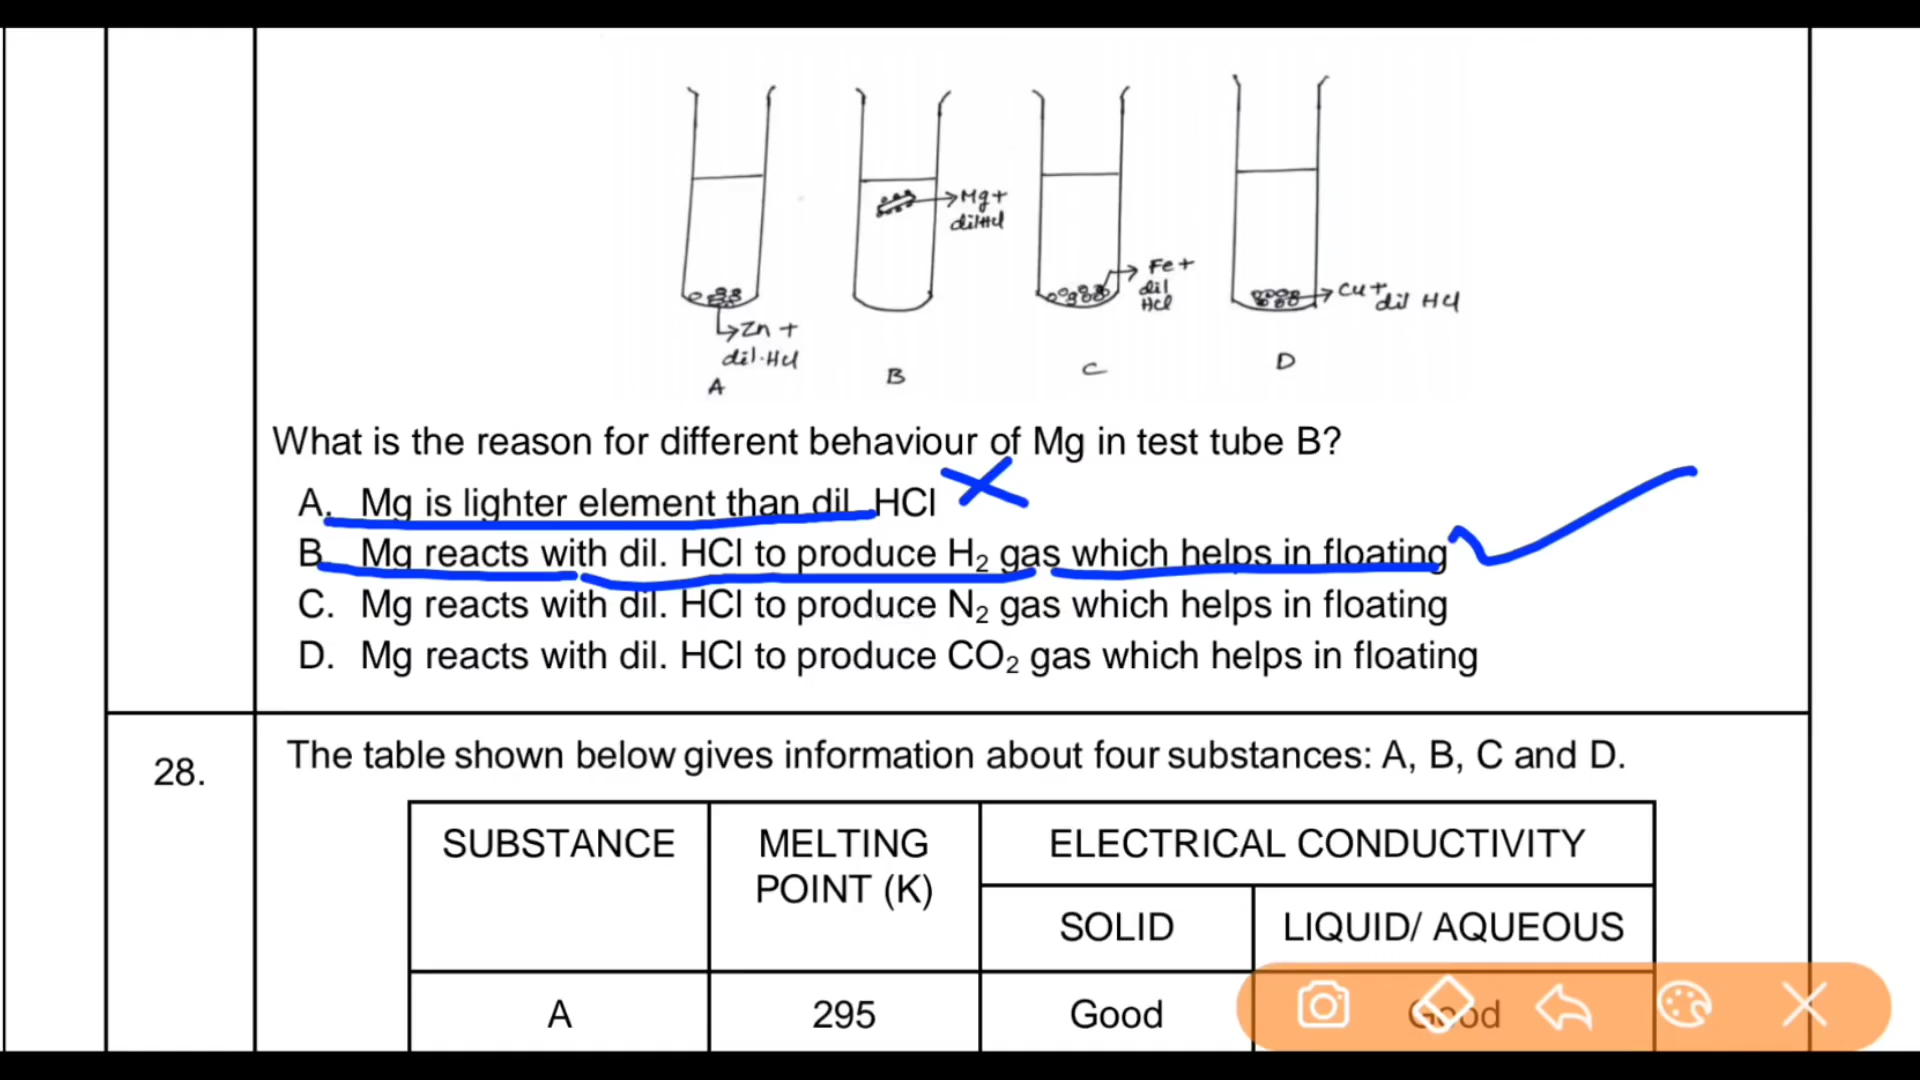 Mg+
dil HCl
Fe+
dil
HCl
Cu+
dil HCl
Zn +
dil.HCl
A
B
C
D
What is the reason for different behaviour of Mg in test tube B?
A. Mg is lighter element than dil. HCl
B. Mg reacts with dil. HCl to produce H₂ gas which helps in floating
C. Mg reacts with dil. HCl to produce N₂ gas which helps in floating
D. Mg reacts with dil. HCl to produce CO₂ gas which helps in floating
28.
The table shown below gives information about four substances: A, B, C and D.
SUBSTANCE
MELTING
POINT (K)
ELECTRICAL CONDUCTIVITY
SOLID
LIQUID/ AQUEOUS
A
295
Good
Good